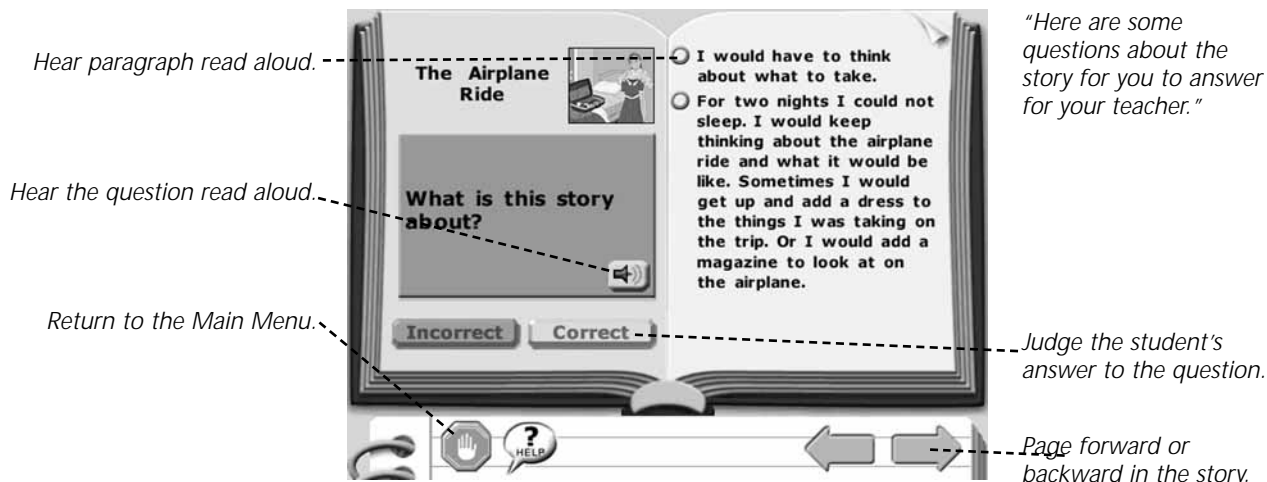 Hear paragraph read aloud.
Hear the question read aloud.
Return to the Main Menu.
The Airplane
Ride
What is this story
about?
Incorrect
Correct
I would have to think
about what to take.
For two nights I could not
sleep. I would keep
thinking about the airplane
ride and what it would be
like. Sometimes I would
get up and add a dress to
the things I was taking on
the trip. Or I would add a
magazine to look at on
the airplane.
?
HELP
"Here are some
questions about the
story for you to answer
for your teacher."
Judge the student's
answer to the question.
Page forward or
backward in the story.